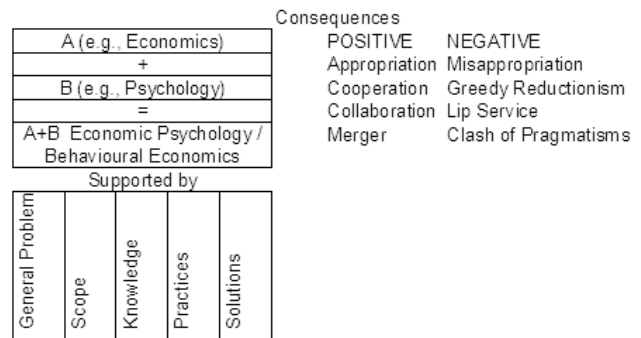 Consequences
A (e.g., Economics)
+
B (e.g., Psychology)
=
A+B Economic Psychology /
Behavioural Economics
Supported by
General Problem
Scope
Knowledge
Practices
Solutions
POSITIVE NEGATIVE
Appropriation Misappropriation
Cooperation Greedy Reductionism
Collaboration Lip Service
Merger Clash of Pragmatisms